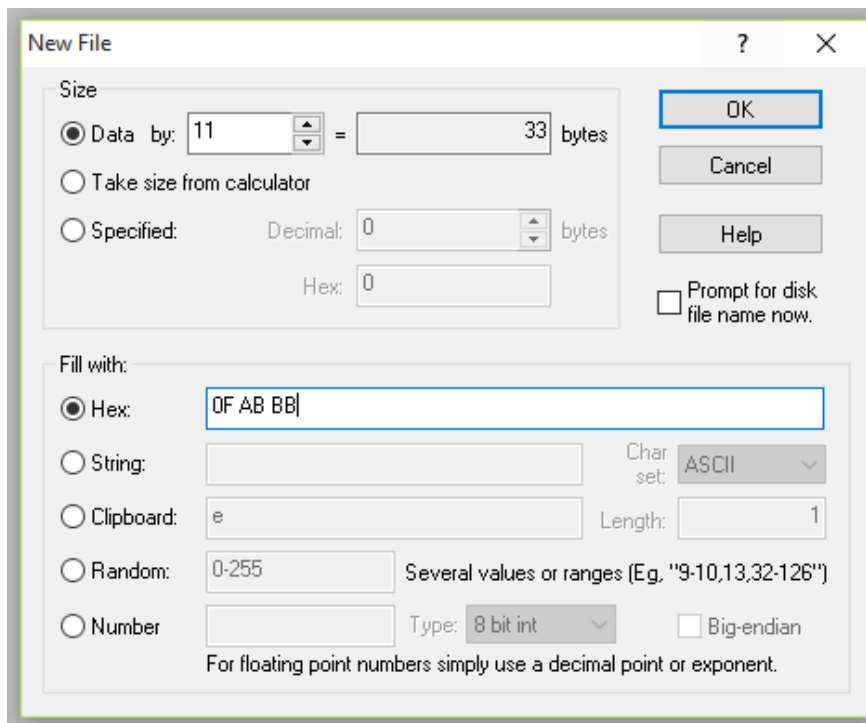 New File
?
Size
Data by: 11 = 33 bytes
OK
Take size from calculator
Cancel
Specified: Decimal: 0 bytes
Help
Hex: 0
Prompt for disk
file name now.
Fill with:
Hex: 0F AB BB
String: Char set: ASCII
Clipboard: e Length: 1
Random: 0-255 Several values or ranges (Eg, "9-10,13,32-126")
Number Type: 8 bit int Big-endian
For floating point numbers simply use a decimal point or exponent.